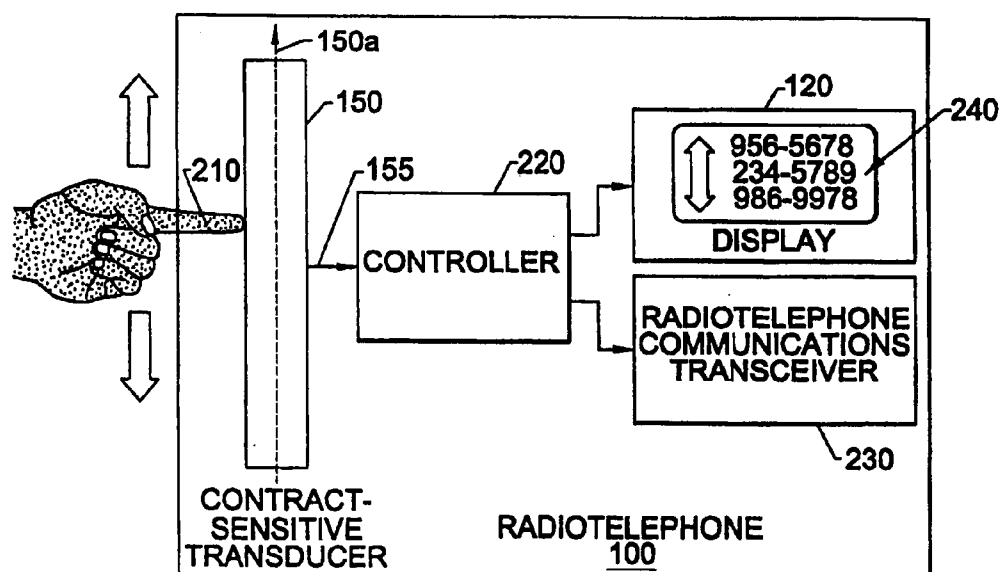 150a
150
210
155
220
CONTROLLER
120
240
956-5678
234-5789
986-9978
DISPLAY
RADIOTELEPHONE
COMMUNICATIONS
TRANSCEIVER
230
CONTRACT-
SENSITIVE
TRANSDUCER
RADIOTELEPHONE
100